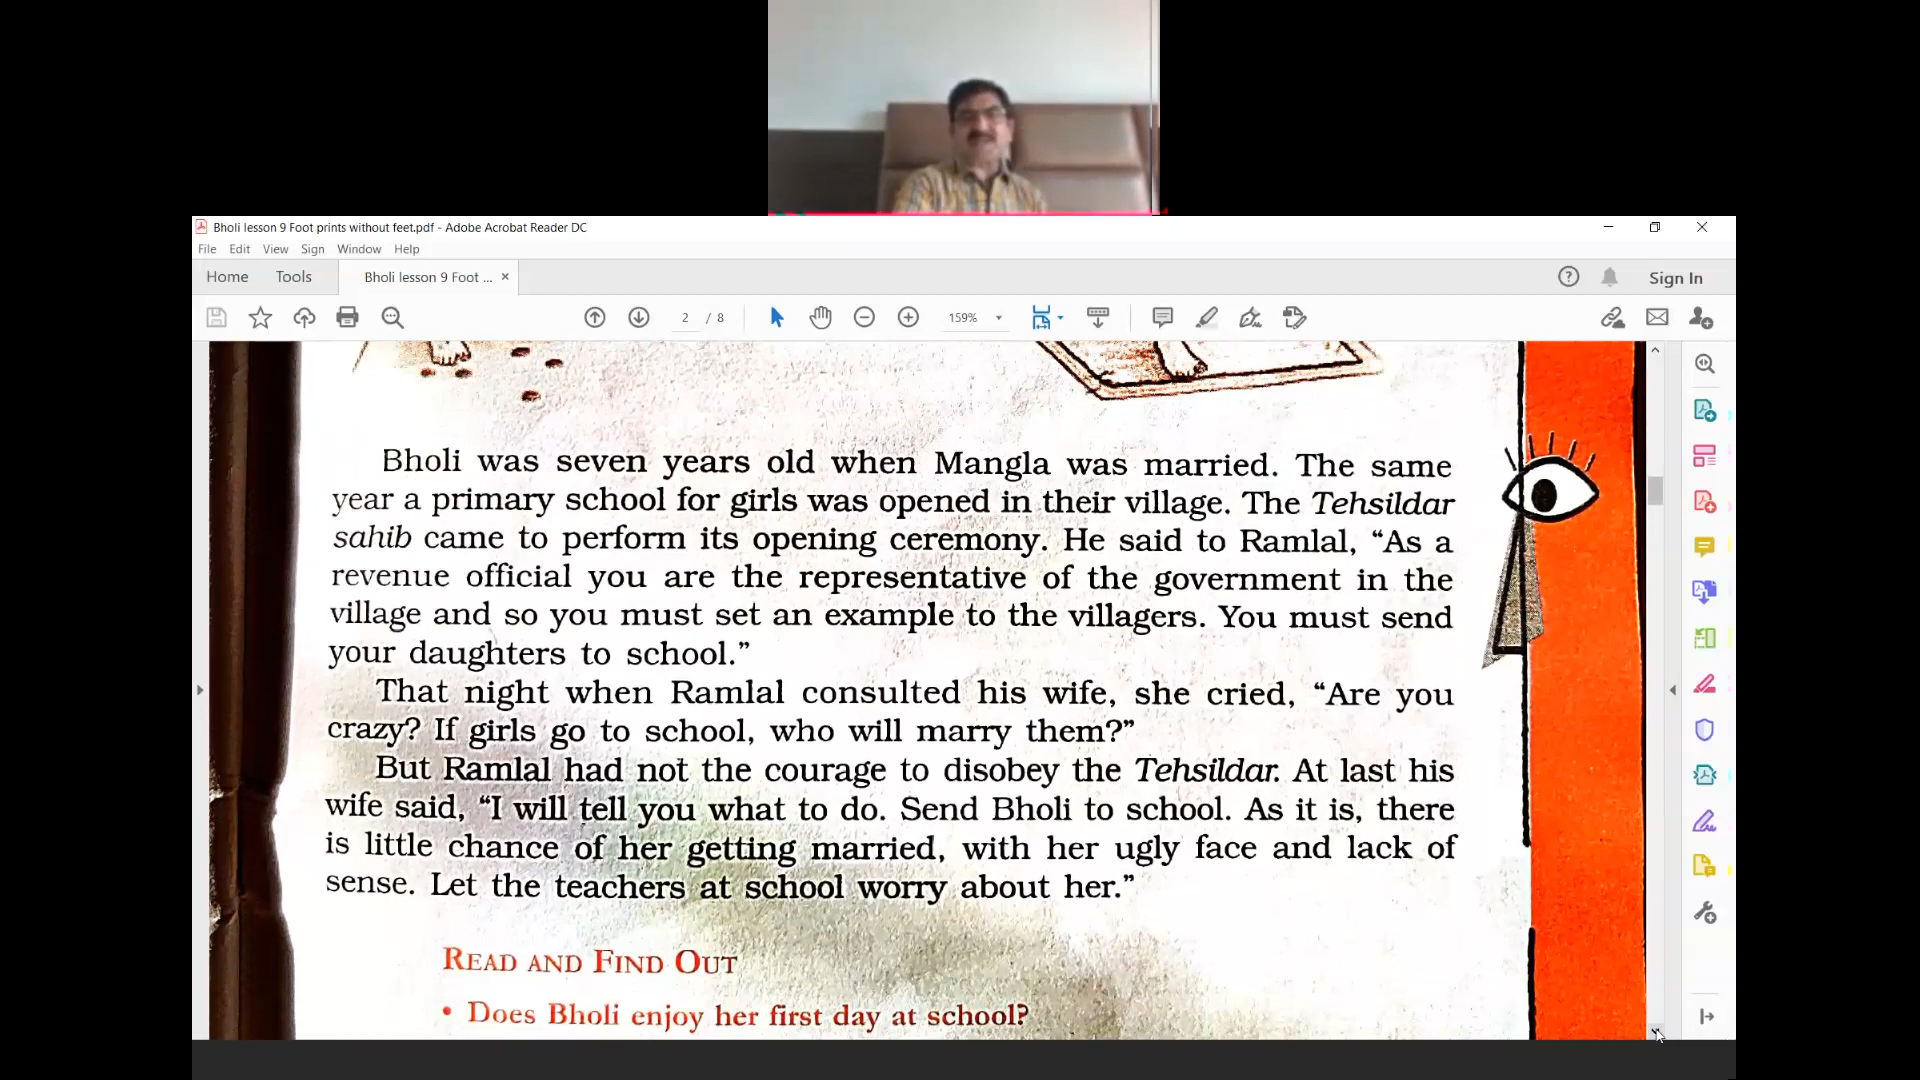 Bholi lesson 9 Foot prints without feet.pdf - Adobe Acrobat Reader DC
File Edit View Sign Window Help
Home Tools Bholi lesson 9 Foot ... × Sign In
2 / 8 159%
Bholi was seven years old when Mangla was married. The same
year a primary school for girls was opened in their village. The Tehsildar
sahib came to perform its opening ceremony. He said to Ramlal, “As a
revenue official you are the representative of the government in the
village and so you must set an example to the villagers. You must send
your daughters to school.”
That night when Ramlal consulted his wife, she cried, “Are you
crazy? If girls go to school, who will marry them?”
But Ramlal had not the courage to disobey the Tehsildar. At last his
wife said, “I will tell you what to do. Send Bholi to school. As it is, there
is little chance of her getting married, with her ugly face and lack of
sense. Let the teachers at school worry about her.”
READ AND FIND OUT
• Does Bholi enjoy her first day at school?